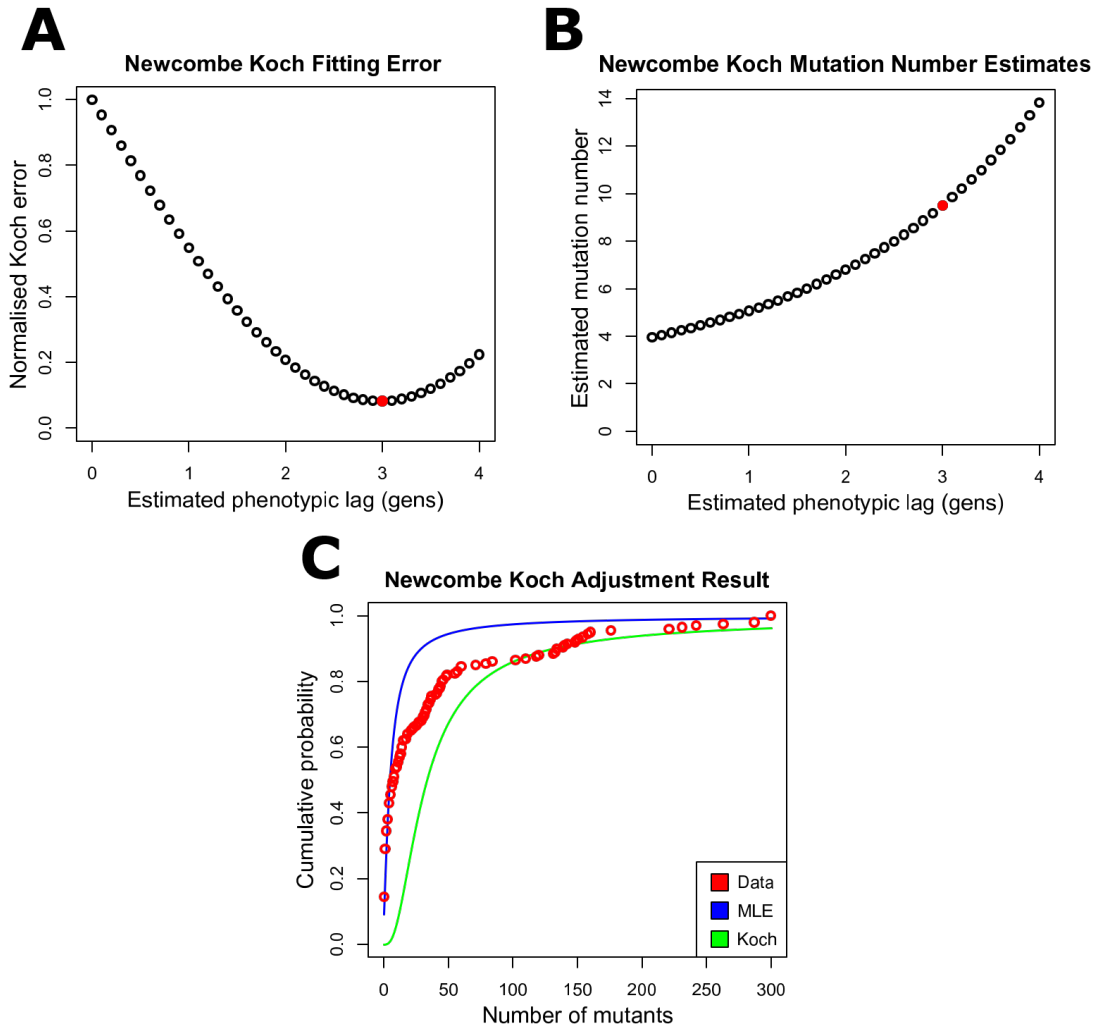 A
Newcombe Koch Fitting Error
Normalised Koch error
1.0
0.8
0.6
0.4
0.2
0.0
0 1 2 3 4
Estimated phenotypic lag (gens)
B
Newcombe Koch Mutation Number Estimates
Estimated mutation number
14
12
10
8
6
4
2
0
0 1 2 3 4
Estimated phenotypic lag (gens)
C
Newcombe Koch Adjustment Result
Cumulative probability
1.0
0.8
0.6
0.4
0.2
0.0
0 50 100 150 200 250 300
Number of mutants
Data
MLE
Koch